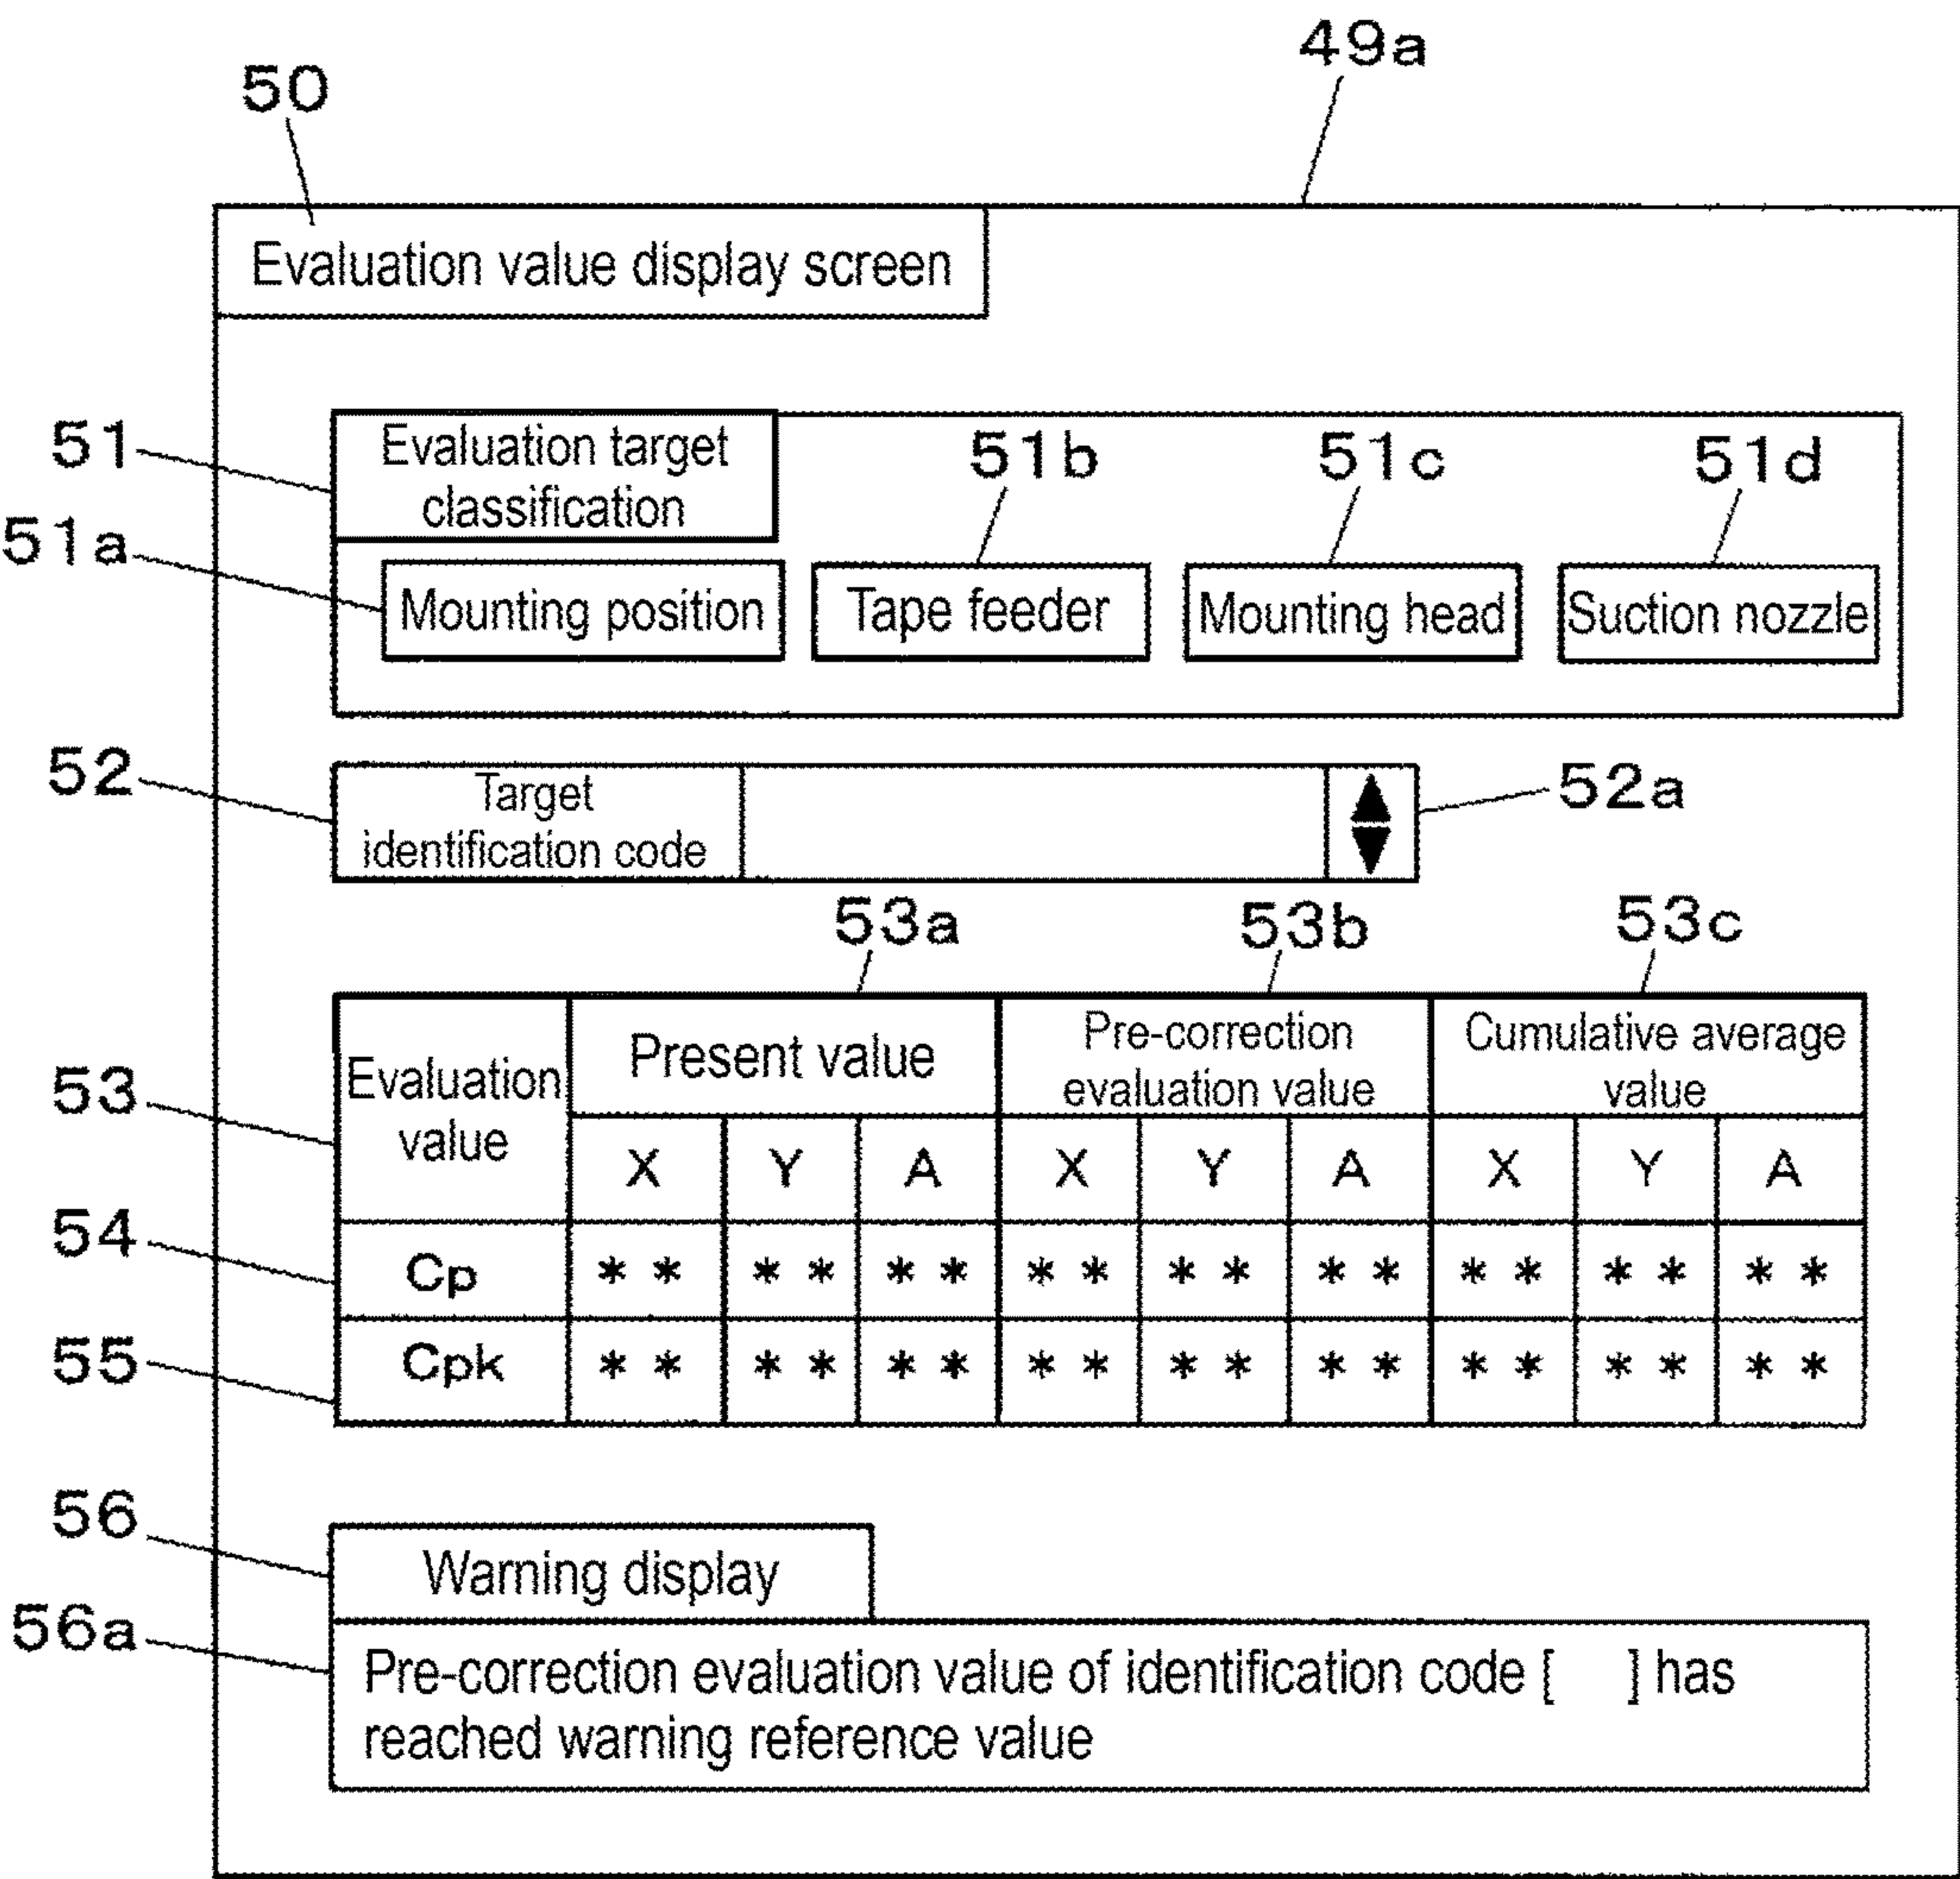 49a
50
Evaluation value display screen
51
Evaluation target
classification
51b 51c 51d
51a
Mounting position Tape feeder Mounting head Suction nozzle
52
Target
identification code
52a
53a 53b 53c
53
Evaluation
value
Present value
Pre-correction
evaluation value
Cumulative average
value
X Y A X Y A X Y A
54
Cp ** ** ** ** ** ** ** ** **
55
Cpk ** ** ** ** ** ** ** ** **
56
Warning display
56a
Pre-correction evaluation value of identification code [ ] has
reached warning reference value